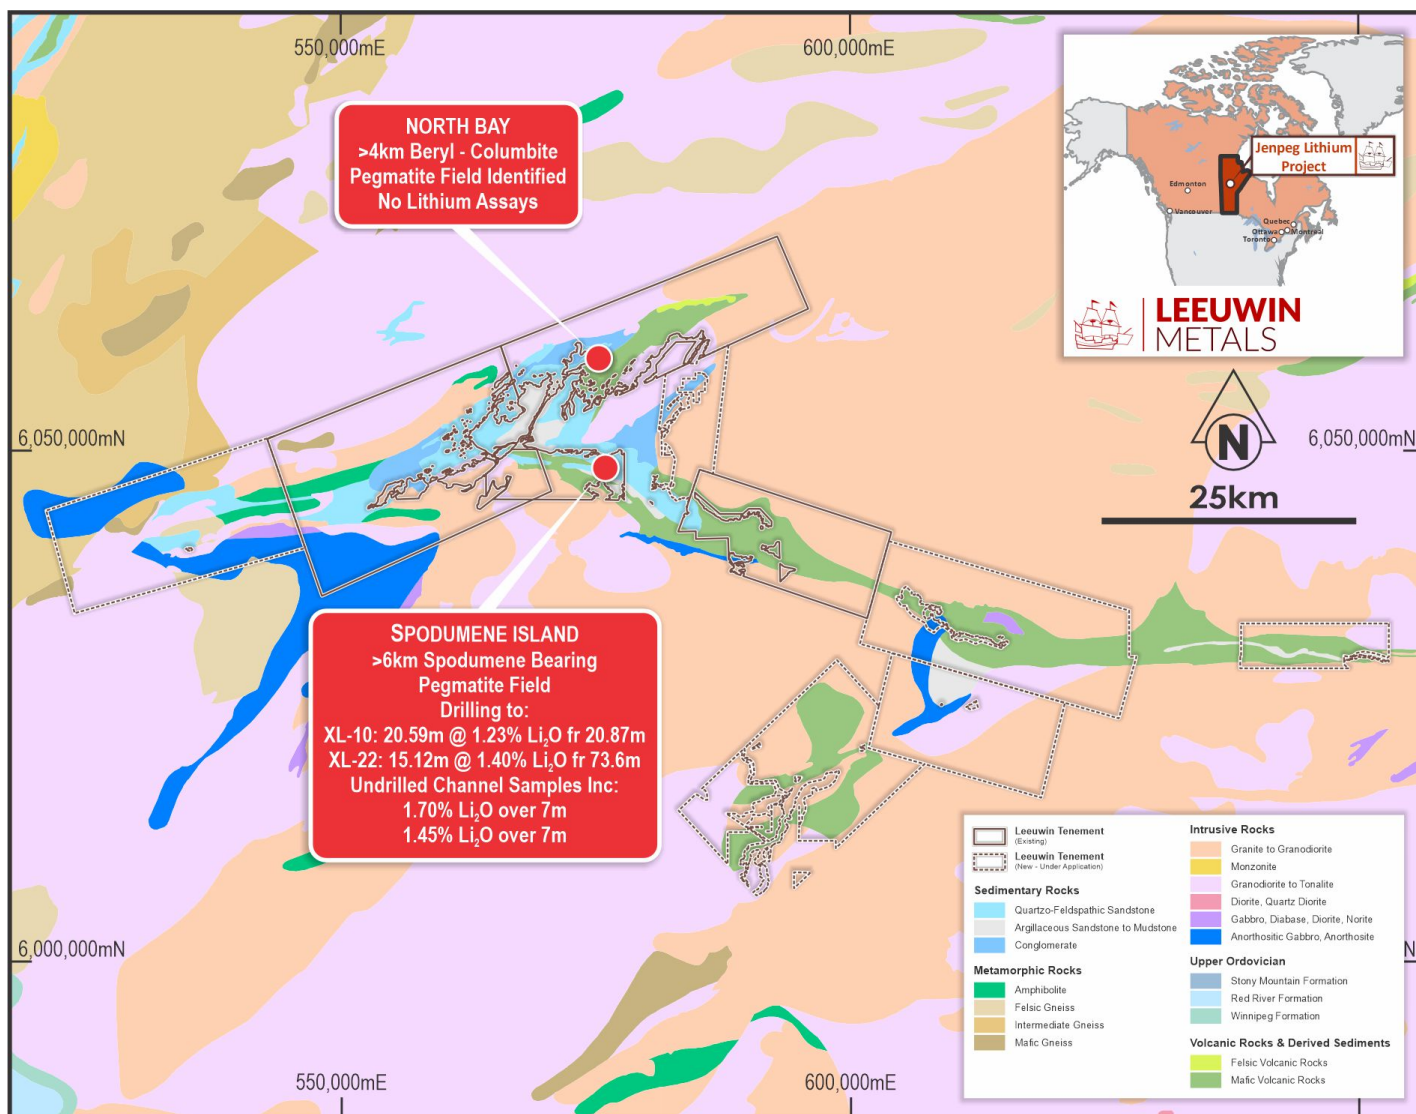 550,000mE
600,000mE
NORTH BAY
>4km Beryl - Columbite
Pegmatite Field Identified
No Lithium Assays
Jenpeg Lithium
Project
Edmonton
Vancouver
Quebec
Ottawa
Montreal
Toronto
LEEUWIN
METALS
N
25km
6,050,000mN
6,050,000mN
SPODUMENE ISLAND
>6km Spodumene Bearing
Pegmatite Field
Drilling to:
XL-10: 20.59m @ 1.23% Li₂O fr 20.87m
XL-22: 15.12m @ 1.40% Li₂O fr 73.6m
Undrilled Channel Samples Inc:
1.70% Li₂O over 7m
1.45% Li₂O over 7m
6,000,000mN
N
Leeuwin Tenement
(Existing)
Leeuwin Tenement
(New - Under Application)
Sedimentary Rocks
Quartzo-Feldspathic Sandstone
Argillaceous Sandstone to Mudstone
Conglomerate
Metamorphic Rocks
Amphibolite
Felsic Gneiss
Intermediate Gneiss
Mafic Gneiss
Intrusive Rocks
Granite to Granodiorite
Monzonite
Granodiorite to Tonalite
Diorite, Quartz Diorite
Gabbro, Diabase, Diorite, Norite
Anorthositic Gabbro, Anorthosite
Upper Ordovician
Stony Mountain Formation
Red River Formation
Winnipeg Formation
Volcanic Rocks & Derived Sediments
Felsic Volcanic Rocks
Mafic Volcanic Rocks
550,000mE
600,000mE